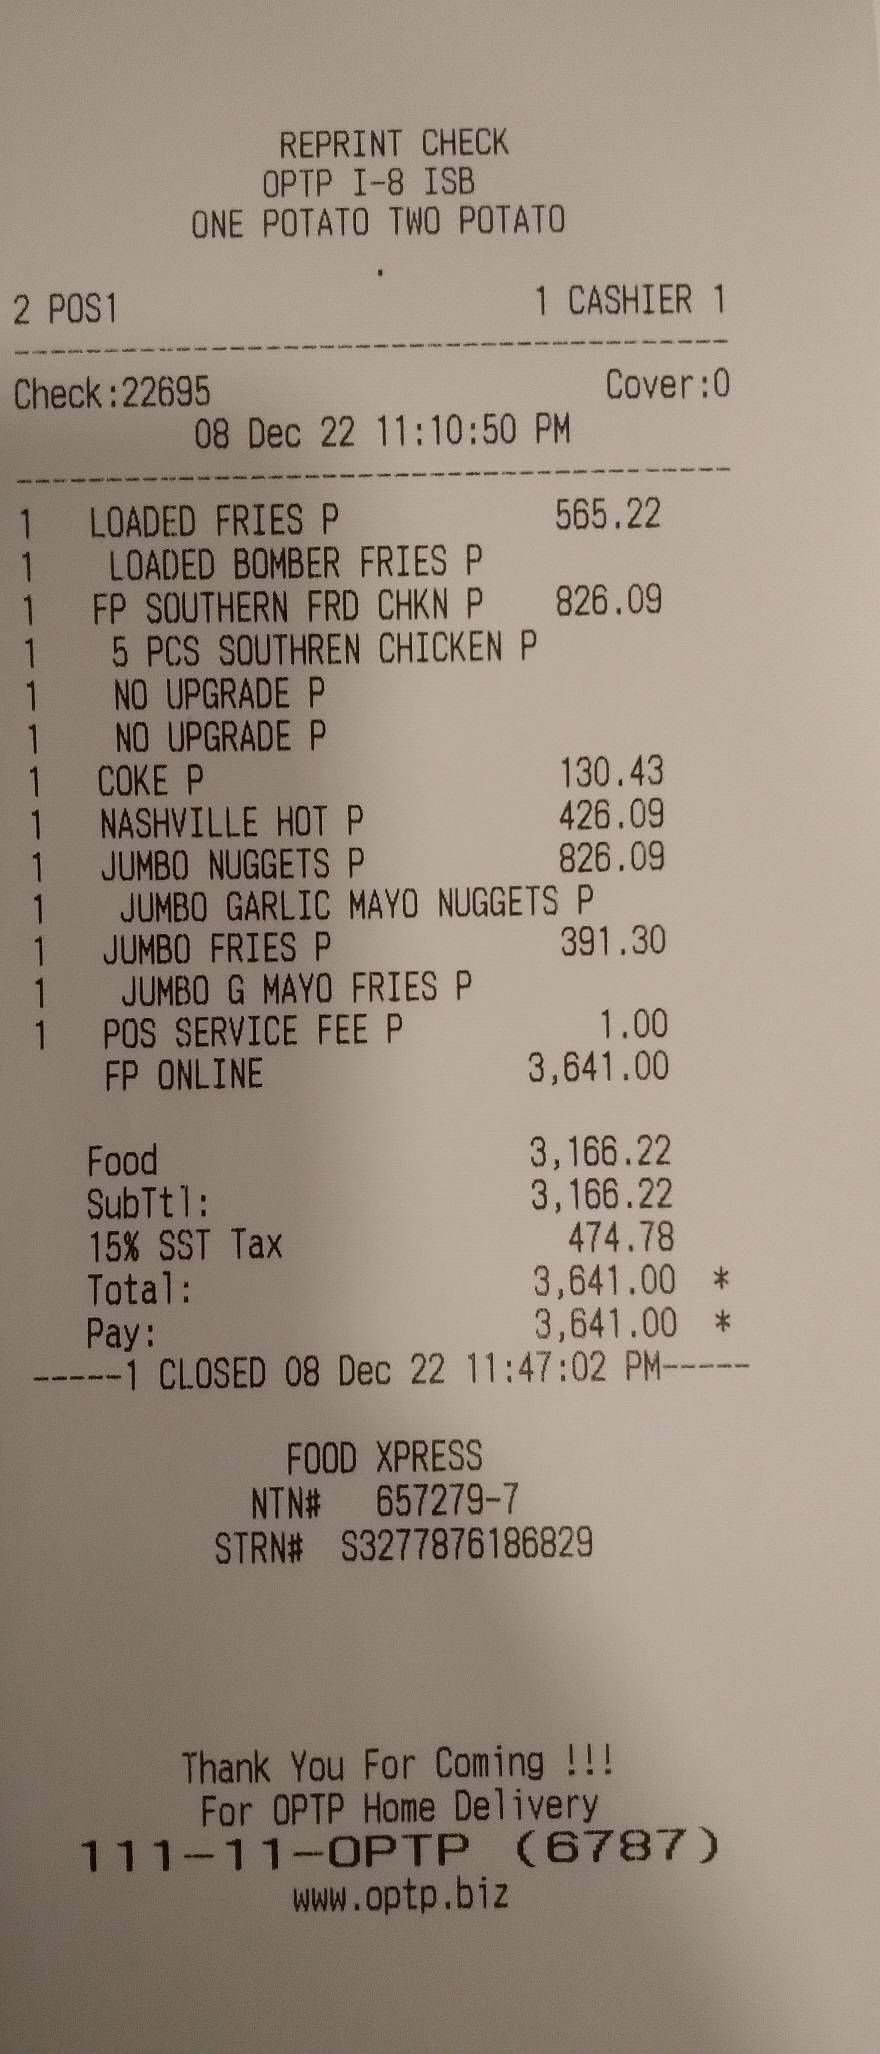 REPRINT CHECK
OPTP I-8 ISB
ONE POTATO TWO POTATO
2 POS1 1 CASHIER 1
Check:22695 Cover:0
08 Dec 22 11:10:50 PM
1 LOADED FRIES P 565.22
1 LOADED BOMBER FRIES P
1 FP SOUTHERN FRD CHKN P 826.09
1 5 PCS SOUTHREN CHICKEN P
1 NO UPGRADE P
1 NO UPGRADE P
1 COKE P 130.43
1 NASHVILLE HOT P 426.09
1 JUMBO NUGGETS P 826.09
1 JUMBO GARLIC MAYO NUGGETS P
1 JUMBO FRIES P 391.30
1 JUMBO G MAYO FRIES P
1 POS SERVICE FEE P 1.00
FP ONLINE 3,641.00
Food 3,166.22
SubTtl: 3,166.22
15% SST Tax 474.78
Total: 3,641.00 *
Pay: 3,641.00 *
-----1 CLOSED 08 Dec 22 11:47:02 PM-----
FOOD XPRESS
NTN# 657279-7
STRN# S3277876186829
Thank You For Coming !!!
For OPTP Home Delivery
111-11-OPTP (6787)
www.optp.biz